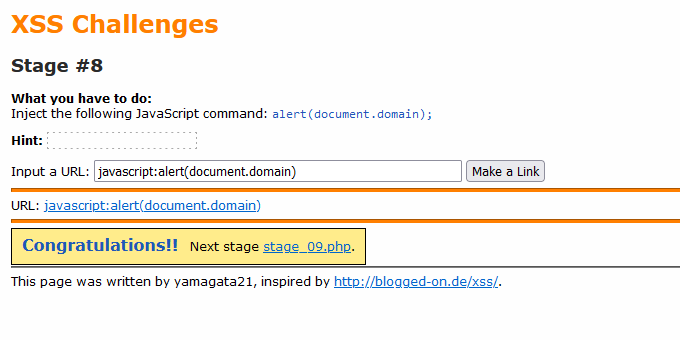 XSS Challenges
Stage #8
What you have to do:
Inject the following JavaScript command: alert(document.domain);
Hint:
Input a URL: javascript:alert(document.domain) Make a Link
URL: javascript:alert(document.domain)
Congratulations!! Next stage stage_09.php.
This page was written by yamagata21, inspired by http://blogged-on.de/xss/.